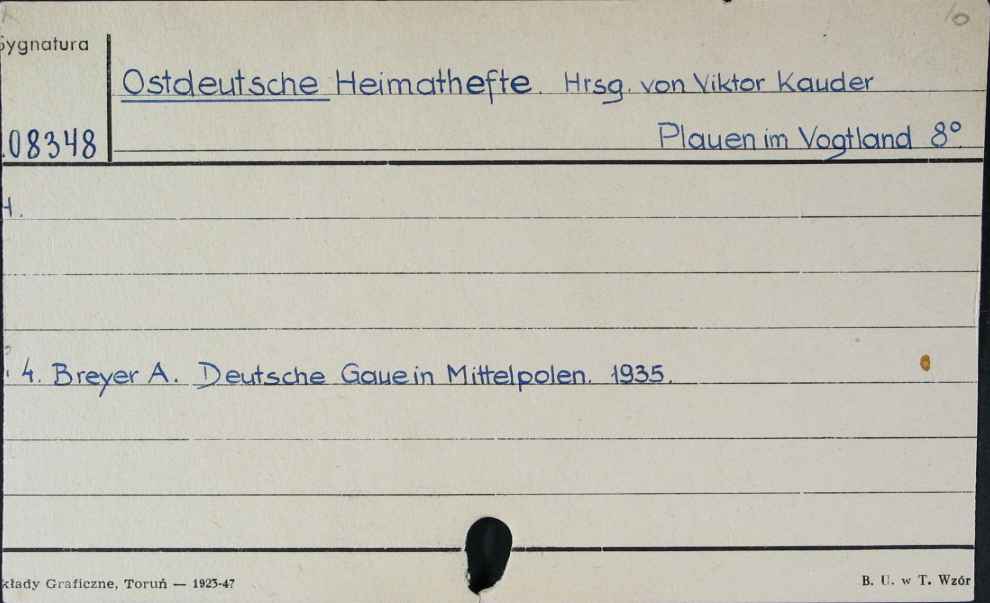 Sygnatura
Ostdeutsche Heimathefte. Hrsg. von Viktor Kauder
08348
Plauen im Vogtland 8°
4. Breyer A. Deutsche Gaue in Mittelpolen. 1935.
kłady Graficzne, Toruń — 1923-47
B. U. w T. Wzór